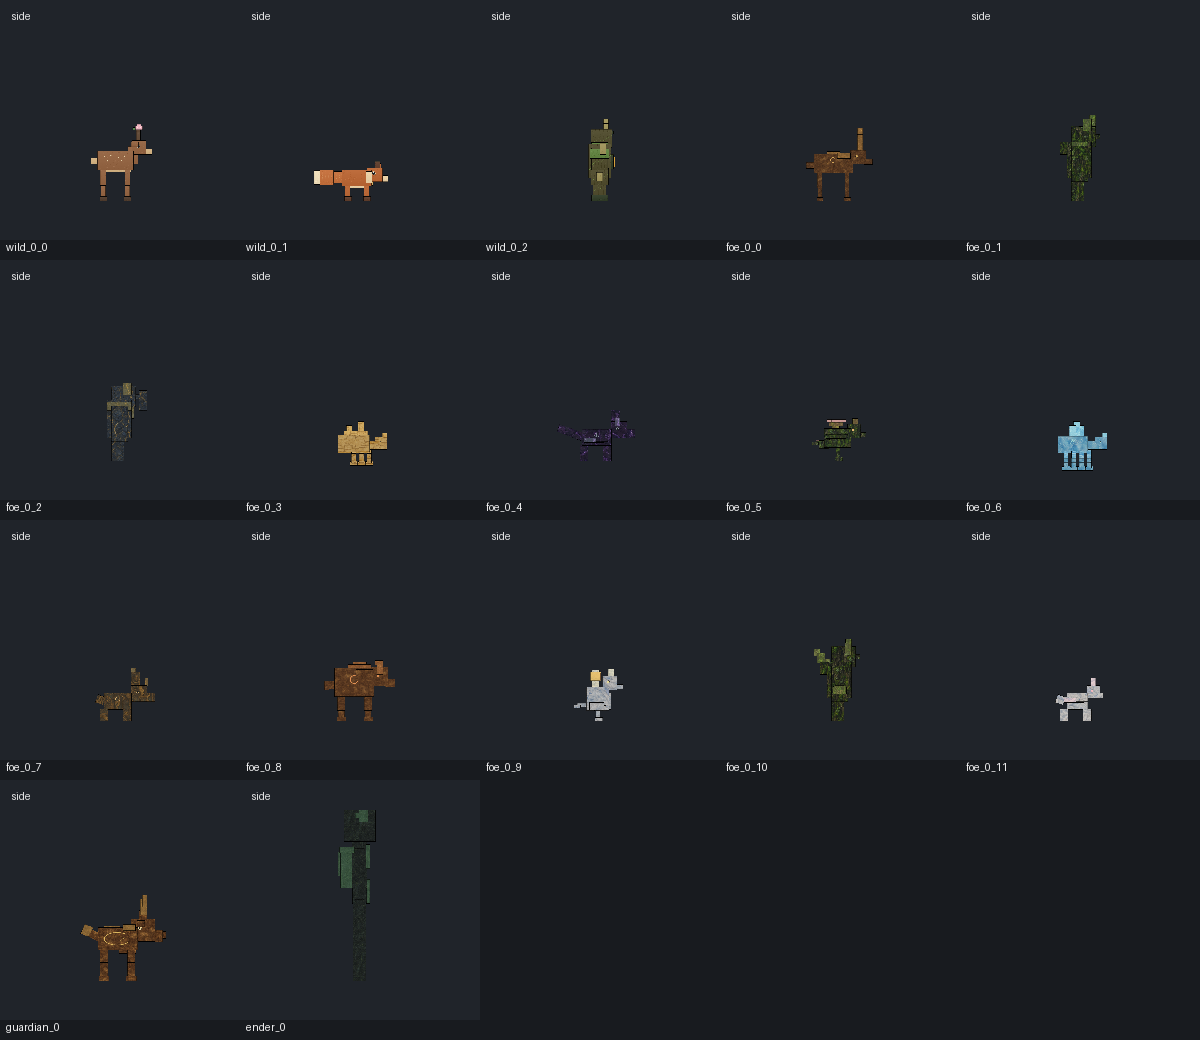 side side side side side
wild_0_0 wild_0_1 wild_0_2 foe_0_0 foe_0_1
side side side side side
foe_0_2 foe_0_3 foe_0_4 foe_0_5 foe_0_6
side side side side side
foe_0_7 foe_0_8 foe_0_9 foe_0_10 foe_0_11
side side
guardian_0 ender_0